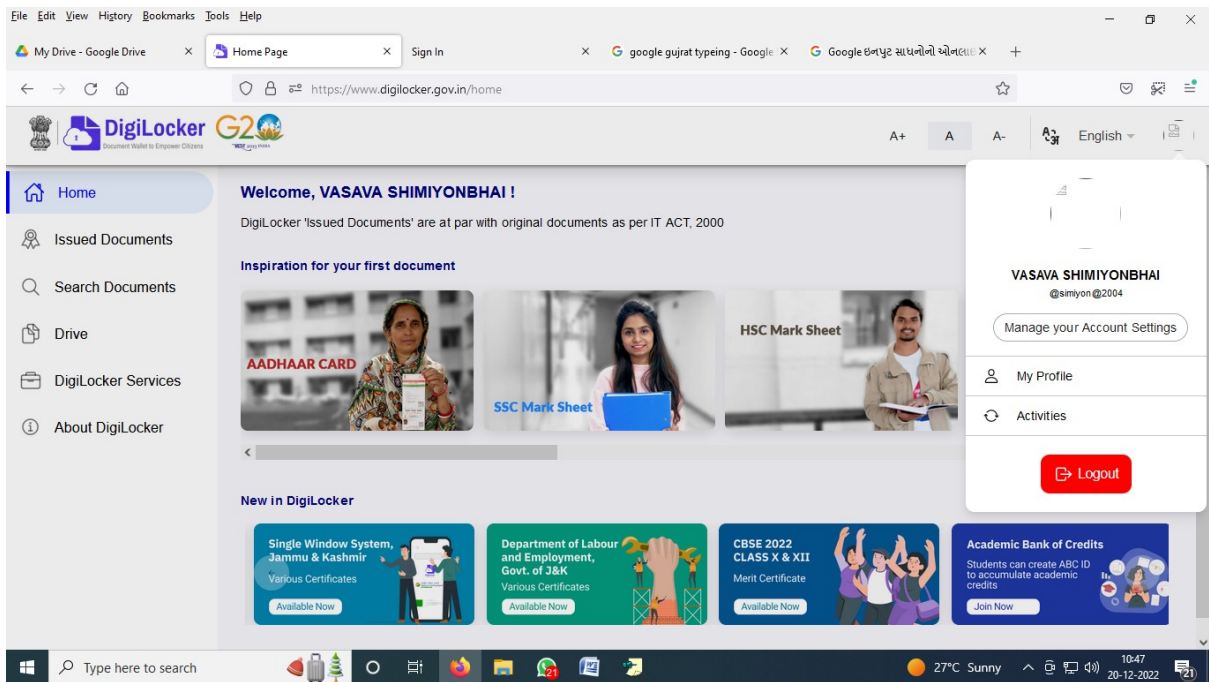 File Edit View History Bookmarks Tools Help
My Drive - Google Drive
Home Page
Sign In
google gujrat typeing - Google
Google ઇનપુટ સાધનોનો ઓનલાઇ
https://www.digilocker.gov.in/home
DigiLocker
Document Wallet to Empower Citizens
G20
A+ A A- English
Home
Issued Documents
Search Documents
Drive
DigiLocker Services
About DigiLocker
Welcome, VASAVA SHIMIYONBHAI !
DigiLocker 'Issued Documents' are at par with original documents as per IT ACT, 2000
Inspiration for your first document
AADHAAR CARD
SSC Mark Sheet
HSC Mark Sheet
New in DigiLocker
Single Window System,
Jammu & Kashmir
Various Certificates
Available Now
Department of Labour
and Employment,
Govt. of J&K
Various Certificates
Available Now
CBSE 2022
CLASS X & XII
Merit Certificate
Available Now
Academic Bank of Credits
Students can create ABC ID
to accumulate academic
credits
Join Now
VASAVA SHIMIYONBHAI
@simiyon@2004
Manage your Account Settings
My Profile
Activities
Logout
Type here to search
21
27°C Sunny
10:47
20-12-2022
21